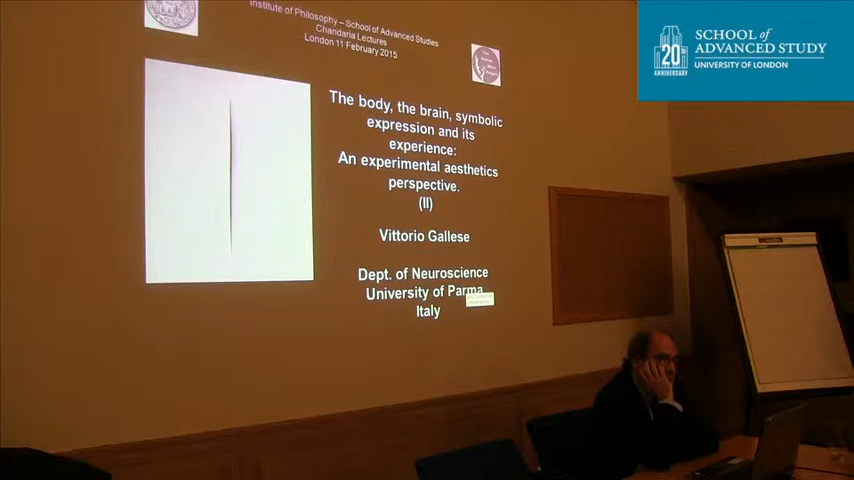 Institute of Philosophy – School of Advanced Studies
Chandaria Lectures
London 11 February 2015
The body, the brain, symbolic
expression and its
experience:
An experimental aesthetics
perspective.
(II)
Vittorio Gallese
Dept. of Neuroscience
University of Parma
Italy
SCHOOL of
ADVANCED STUDY
UNIVERSITY OF LONDON
20
ANNIVERSARY